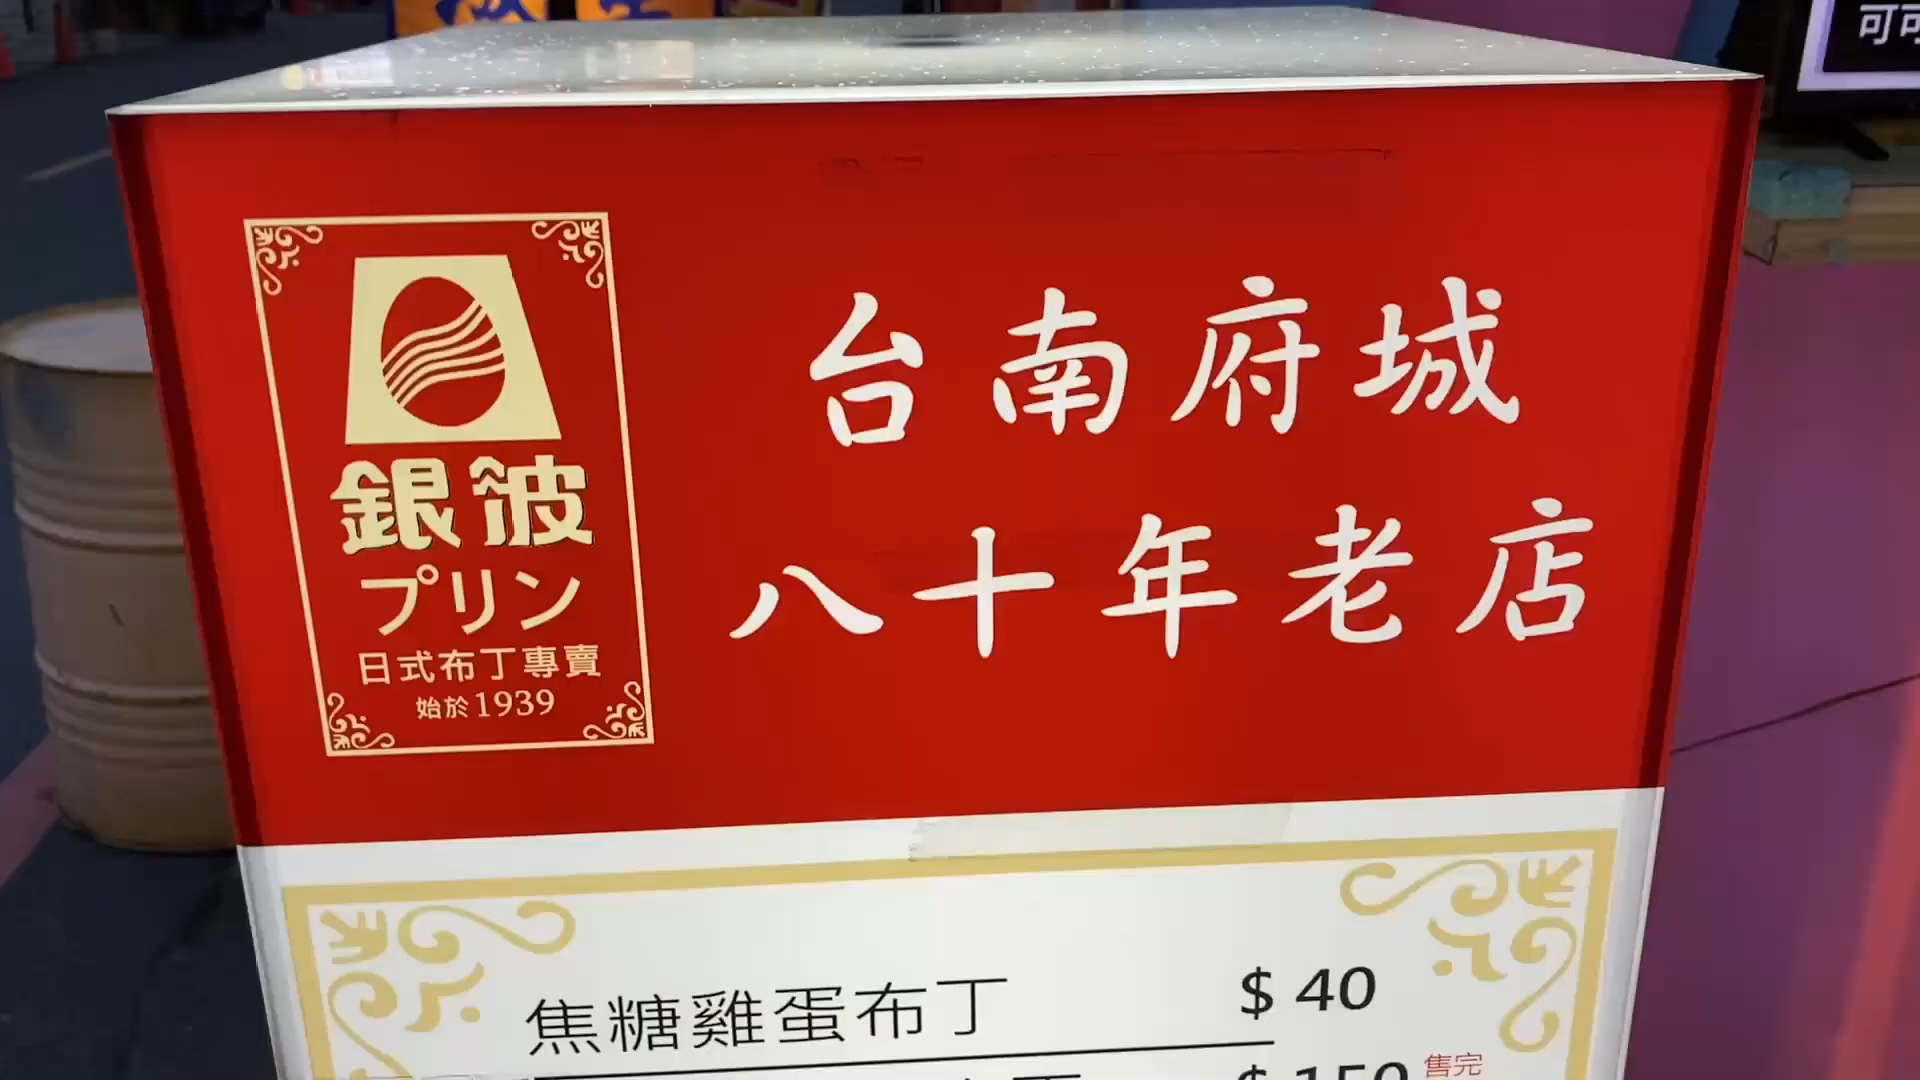 銀波
プリン
日式布丁專賣
始於1939
台南府城
八十年老店
焦糖雞蛋布丁 $ 40
$ 150 售完